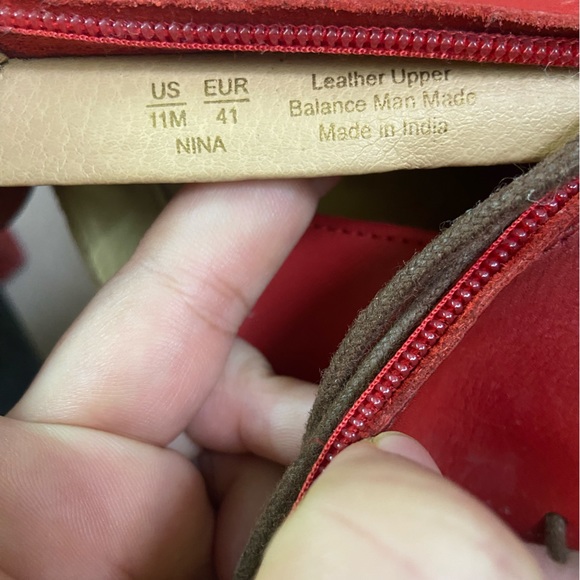 US EUR
11M 41
NINA
Leather Upper
Balance Man Made
Made in India